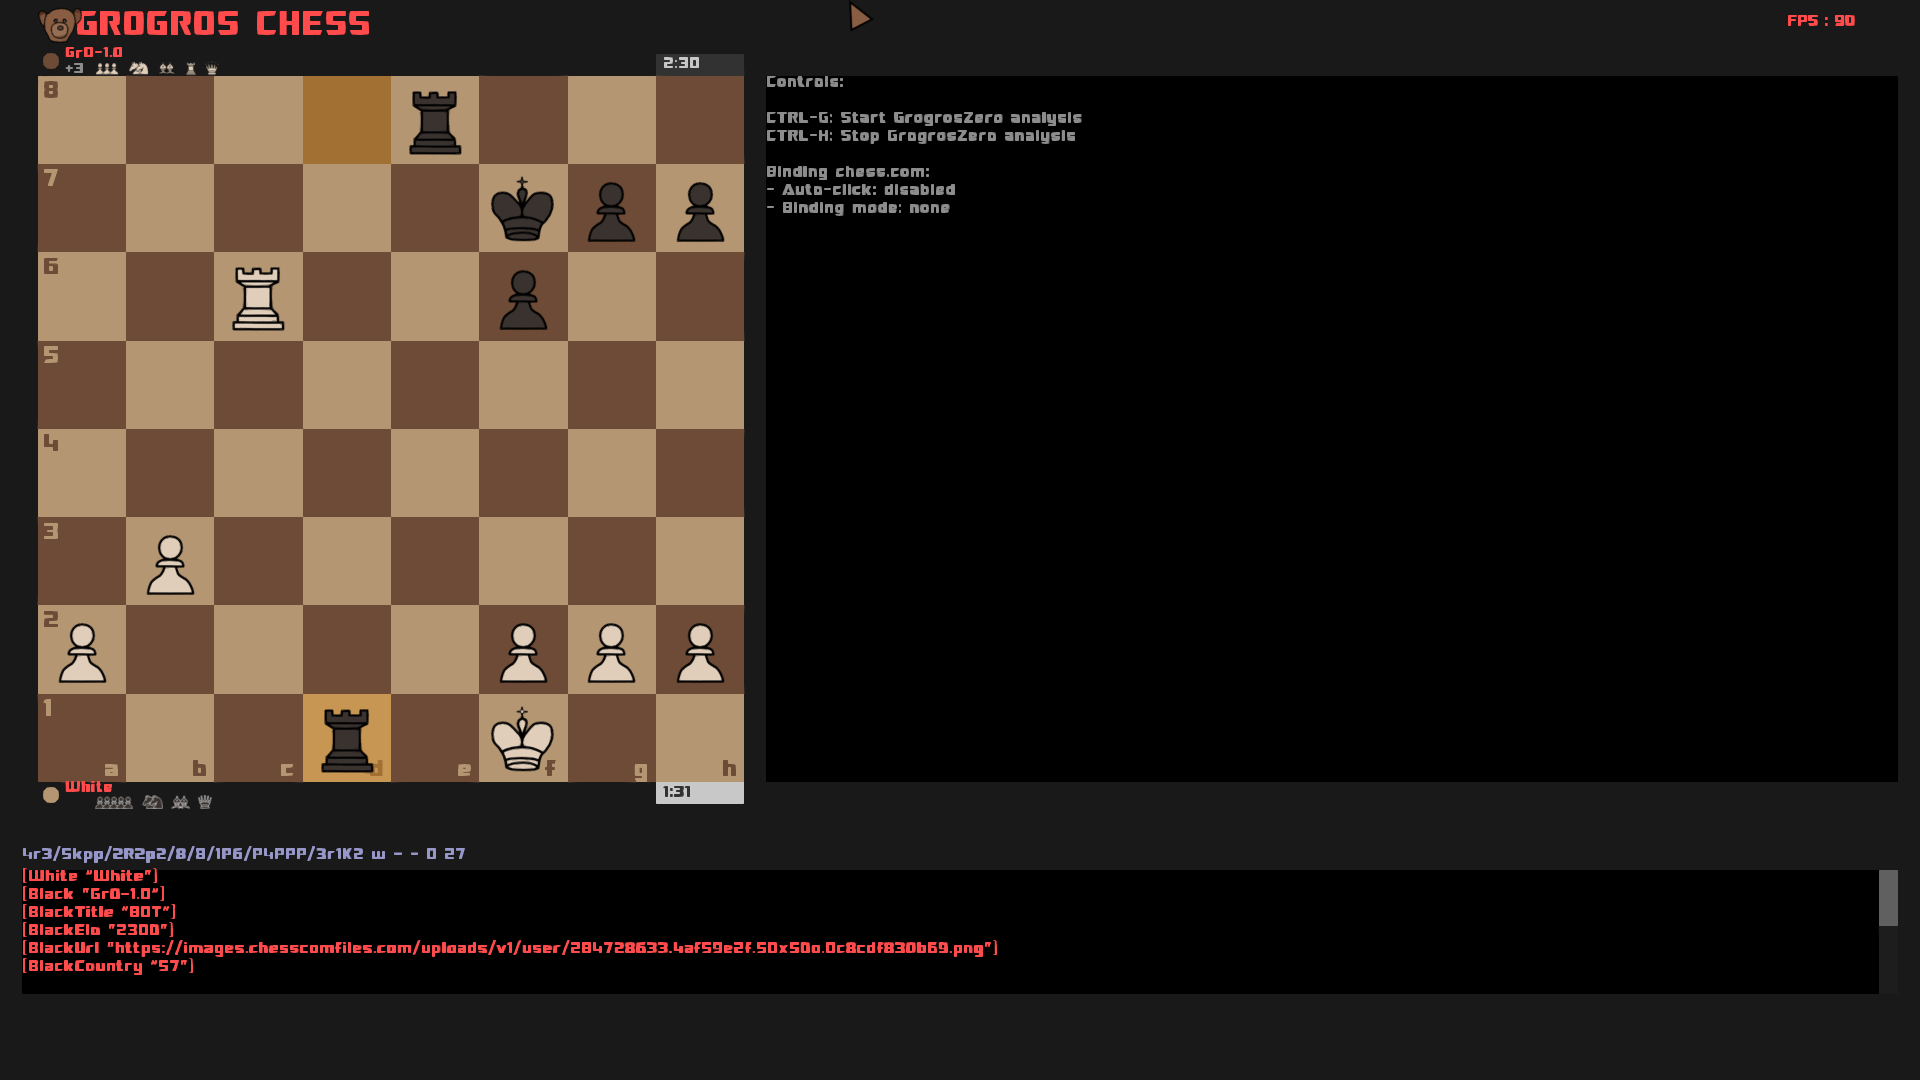 GROGROS CHESS
FPS : 90
Gr0-1.0
+3
2:30
8
7
6
5
4
3
2
1
a b c d e f g h
White
1:31
Controls:
CTRL-G: Start GrogrosZero analysis
CTRL-H: Stop GrogrosZero analysis
Binding chess.com:
- Auto-click: disabled
- Binding mode: none
4r3/5kpp/2R2p2/8/8/1P6/P4PPP/3r1K2 w - - 0 27
[White "White"]
[Black "Gr0-1.0"]
[BlackTitle "BOT"]
[BlackElo "2300"]
[BlackUrl "https://images.chesscomfiles.com/uploads/v1/user/284728633.4af59e2f.50x50o.0c8cdf830b69.png"]
[BlackCountry "57"]